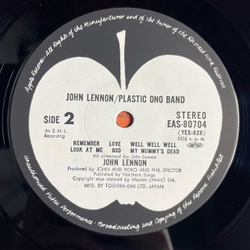 Apple Records. All Rights of the Manufacturer and of the Owner of the Recorded Work Reserved
JOHN LENNON/PLASTIC ONO BAND
SIDE 2
STEREO
EAS-80704
(YEX-828)
33⅓ r. p. m.
An E.M.I.
Recording
REMEMBER LOVE WELL WELL WELL
LOOK AT ME GOD MY MUMMY'S DEAD
All composed by John Lennon
JOHN LENNON
Produced by JOHN AND YOKO AND PHIL SPECTOR
Published by Northern Songs
Copyright also claimed by Maclen (Music) Ltd.
MFD. BY TOSHIBA-EMI LTD. JAPAN
Unauthorised Public Performance, Broadcasting and Copying of this Record Prohibited